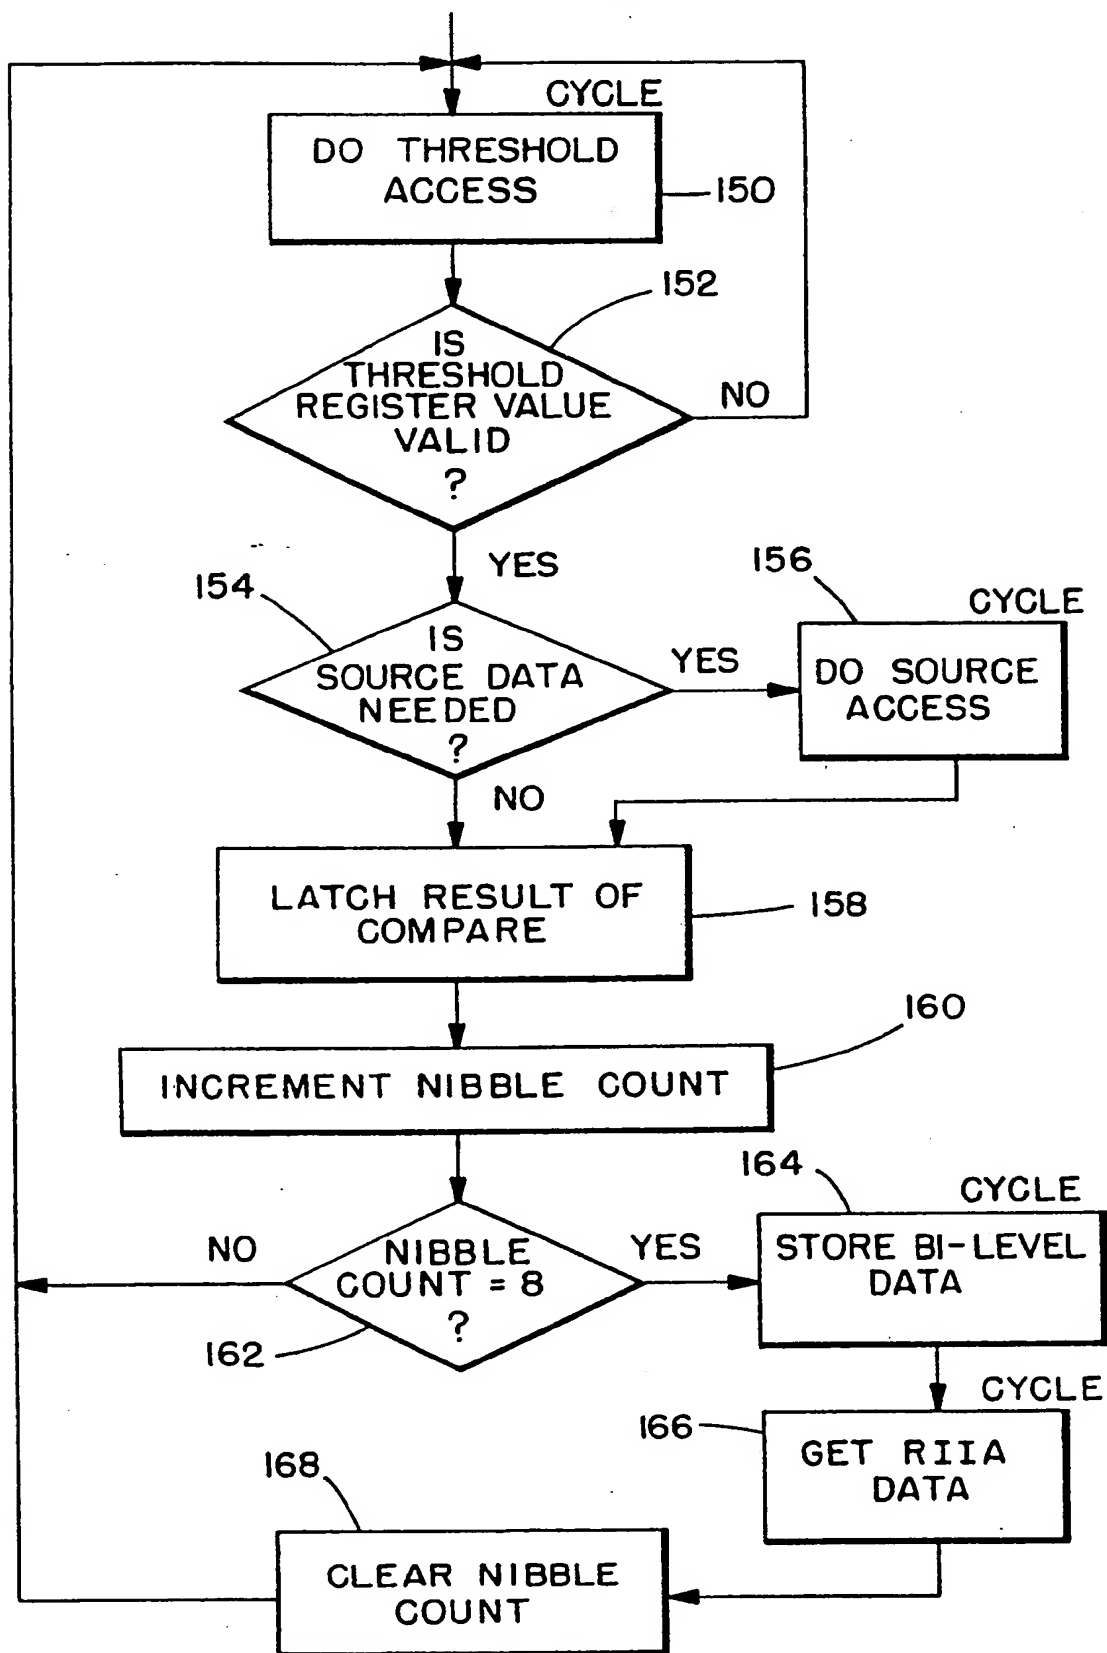 CYCLE
DO THRESHOLD
ACCESS
150
152
IS
THRESHOLD
REGISTER VALUE
VALID
?
NO
YES
154
IS
SOURCE DATA
NEEDED
?
YES
156
CYCLE
DO SOURCE
ACCESS
NO
LATCH RESULT OF
COMPARE
158
160
INCREMENT NIBBLE COUNT
NO
NIBBLE
COUNT = 8
?
162
YES
164
CYCLE
STORE BI-LEVEL
DATA
CYCLE
166
GET RIIA
DATA
168
CLEAR NIBBLE
COUNT